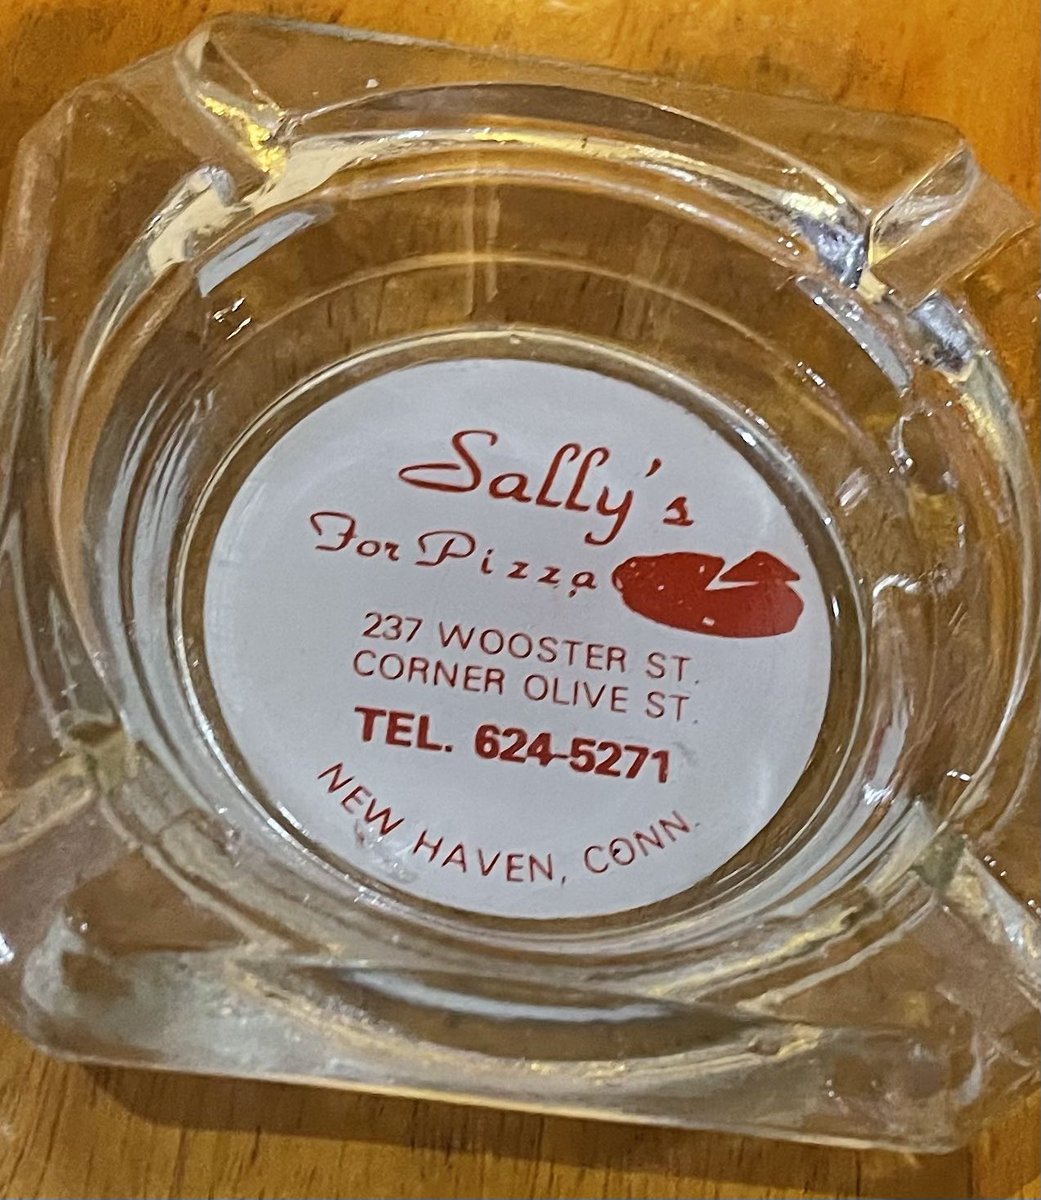 Sally's
For Pizza
237 WOOSTER ST.
CORNER OLIVE ST.
TEL. 624-5271
NEW HAVEN, CONN.